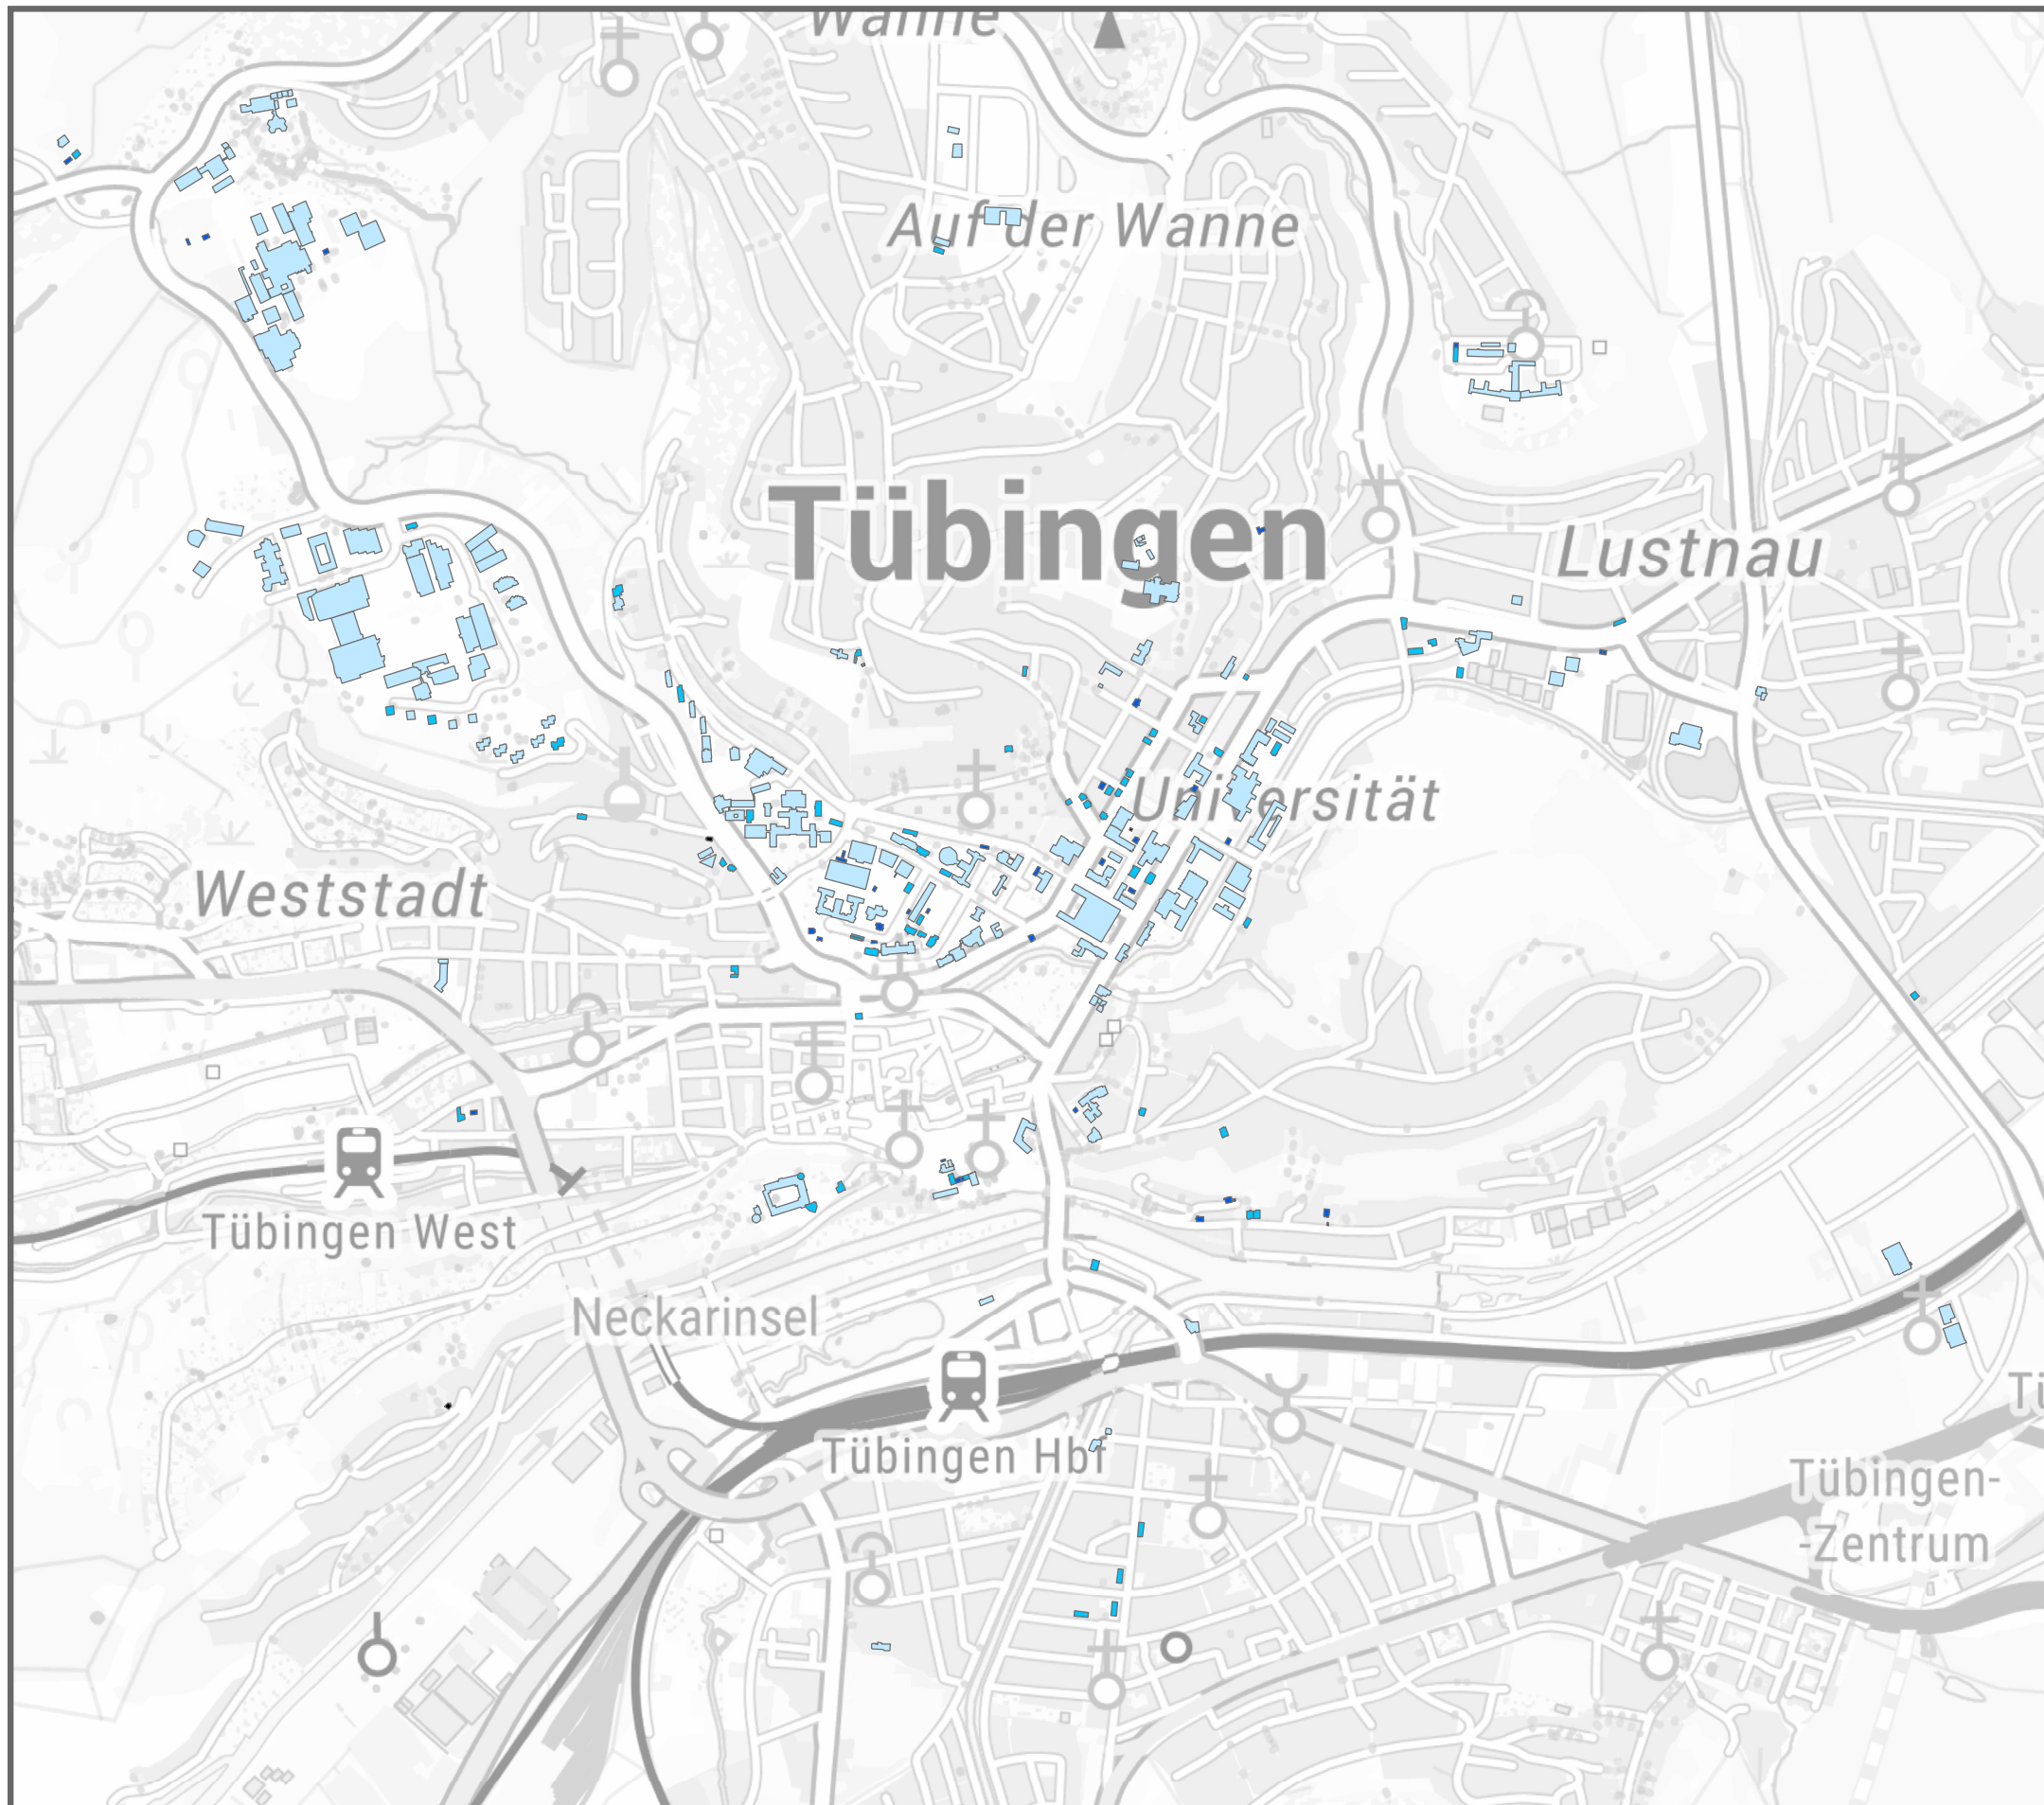 Wanne
Auf der Wanne
Tübingen
Lustnau
Universität
Weststadt
Tübingen West
Neckarinsel
Tübingen Hbf
Tübingen-
-Zentrum